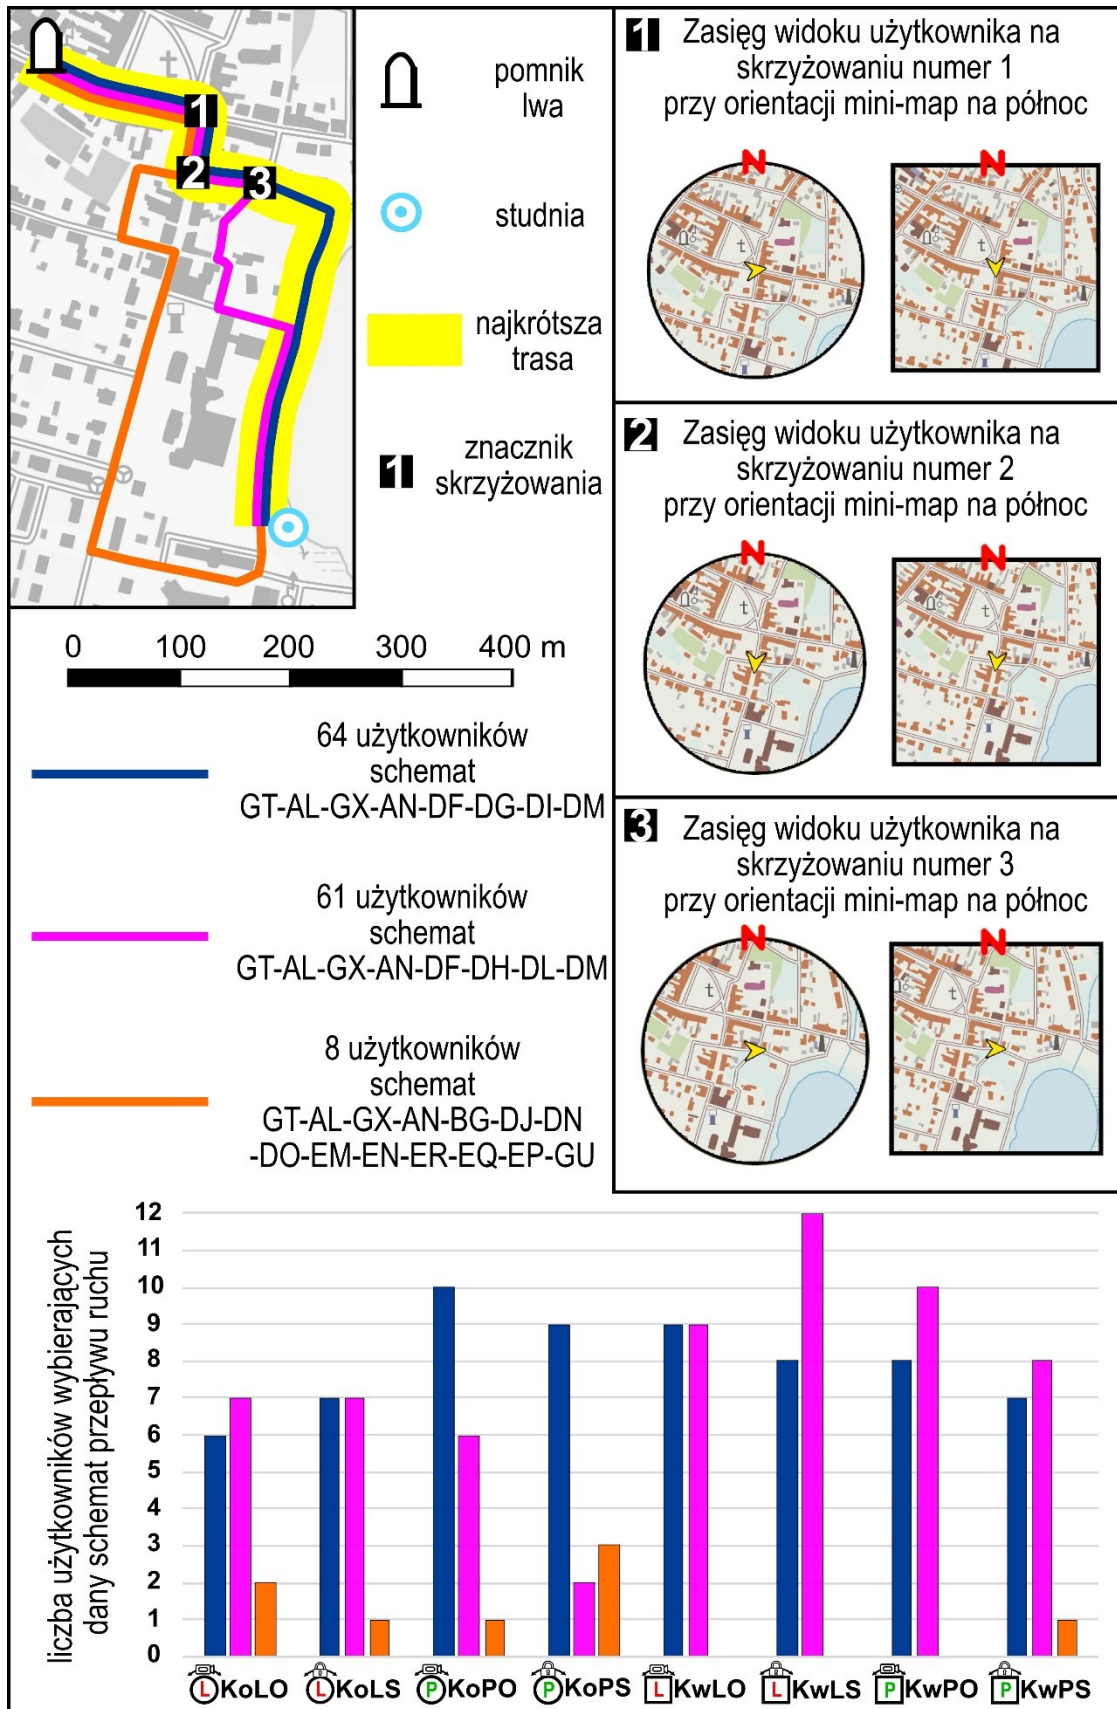 1
2
3
pomnik
lwa
studnia
najkrótsza
trasa
1
znacznik
skrzyżowania
0 100 200 300 400 m
64 użytkowników
schemat
GT-AL-GX-AN-DF-DG-DI-DM
61 użytkowników
schemat
GT-AL-GX-AN-DF-DH-DL-DM
8 użytkowników
schemat
GT-AL-GX-AN-BG-DJ-DN
-DO-EM-EN-ER-EQ-EP-GU
1 Zasięg widoku użytkownika na
skrzyżowaniu numer 1
przy orientacji mini-map na północ
N N
2 Zasięg widoku użytkownika na
skrzyżowaniu numer 2
przy orientacji mini-map na północ
N N
3 Zasięg widoku użytkownika na
skrzyżowaniu numer 3
przy orientacji mini-map na północ
N N
liczba użytkowników wybierających
dany schemat przepływu ruchu
12
11
10
9
8
7
6
5
4
3
2
1
0
L KoLO L KoLS P KoPO P KoPS L KwLO L KwLS P KwPO P KwPS